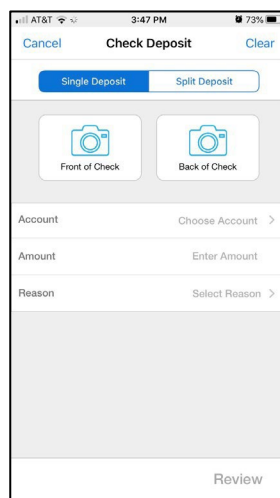 AT&T 3:47 PM 73%
Cancel Check Deposit Clear
Single Deposit Split Deposit
Front of Check Back of Check
Account Choose Account
Amount Enter Amount
Reason Select Reason
Review